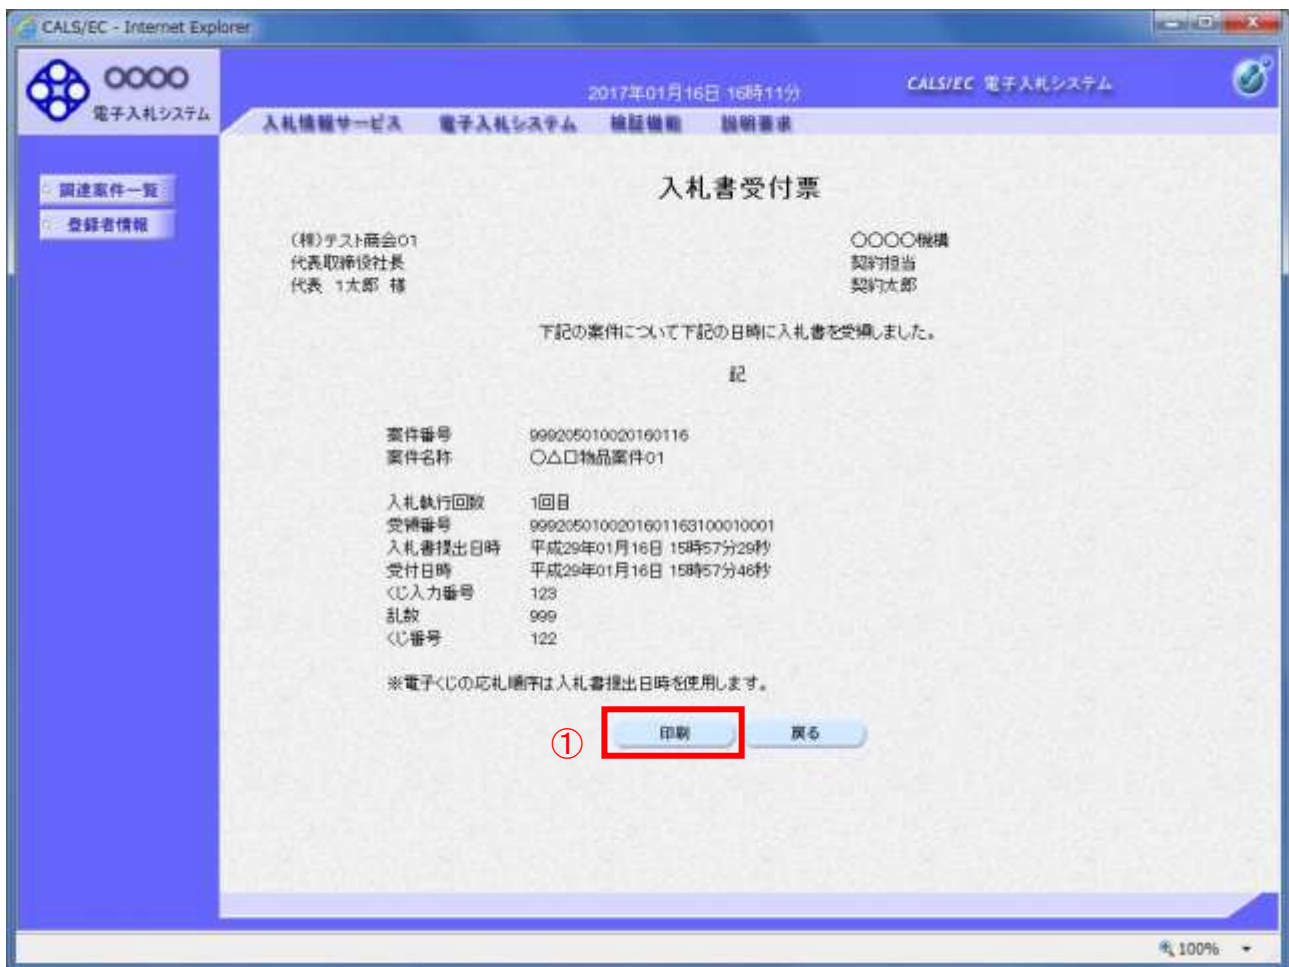 CALS/EC - Internet Explorer
○○○○
電子入札システム
2017年01月16日 16時11分
CALS/EC 電子入札システム
入札情報サービス 電子入札システム 検証機能 説明要求
調達案件一覧
登録者情報
入札書受付票
(株)テスト商会01
代表取締役社長
代表 1太郎 様
○○○○機構
契約担当
契約太郎
下記の案件について下記の日時に入札書を受領しました。
記
案件番号 999205010020160116
案件名称 ○△□物品案件01
入札執行回数 1回目
受領番号 9992050100201601163100010001
入札書提出日時 平成29年01月16日 15時57分29秒
受付日時 平成29年01月16日 15時57分46秒
くじ入力番号 123
乱数 999
くじ番号 122
※電子くじの応札順序は入札書提出日時を使用します。
① 印刷 戻る
100%